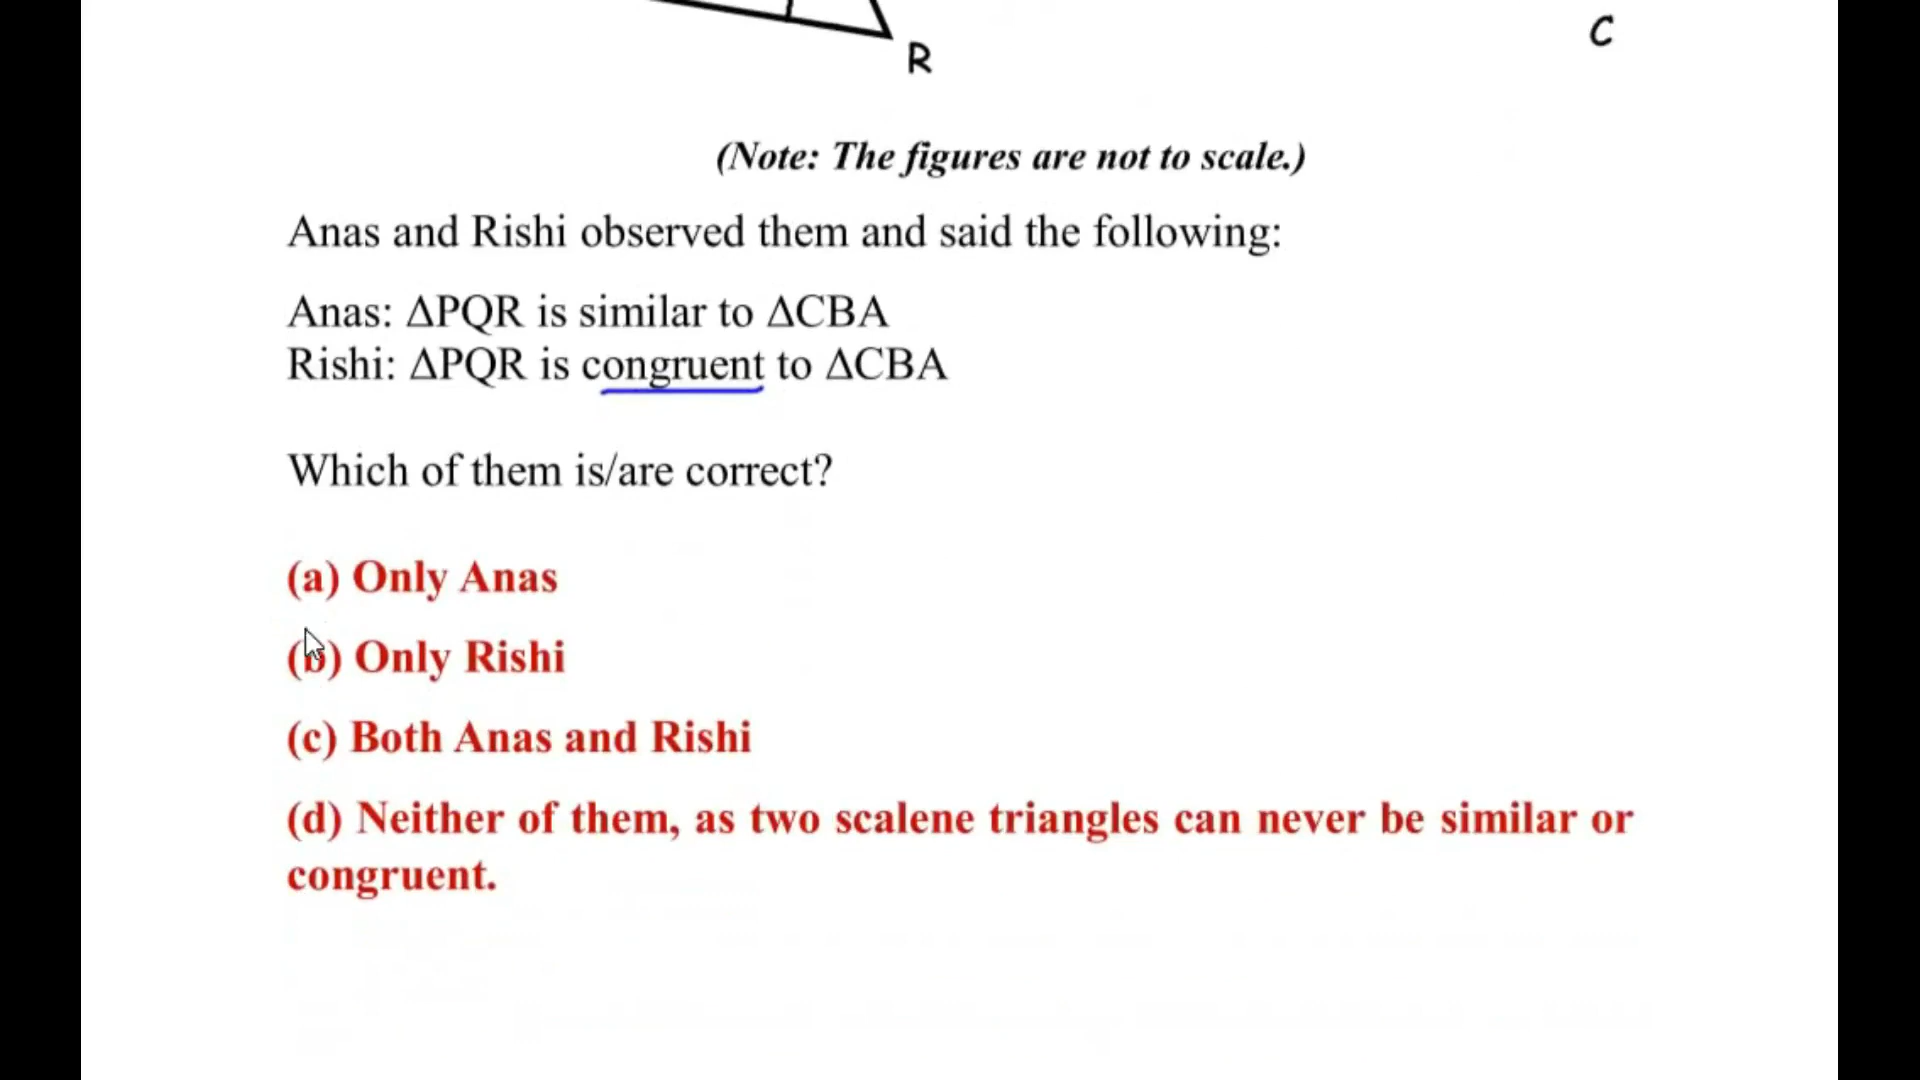 C
R
(Note: The figures are not to scale.)
Anas and Rishi observed them and said the following:
Anas: ΔPQR is similar to ΔCBA
Rishi: ΔPQR is congruent to ΔCBA
Which of them is/are correct?
(a) Only Anas
(b) Only Rishi
(c) Both Anas and Rishi
(d) Neither of them, as two scalene triangles can never be similar or
congruent.